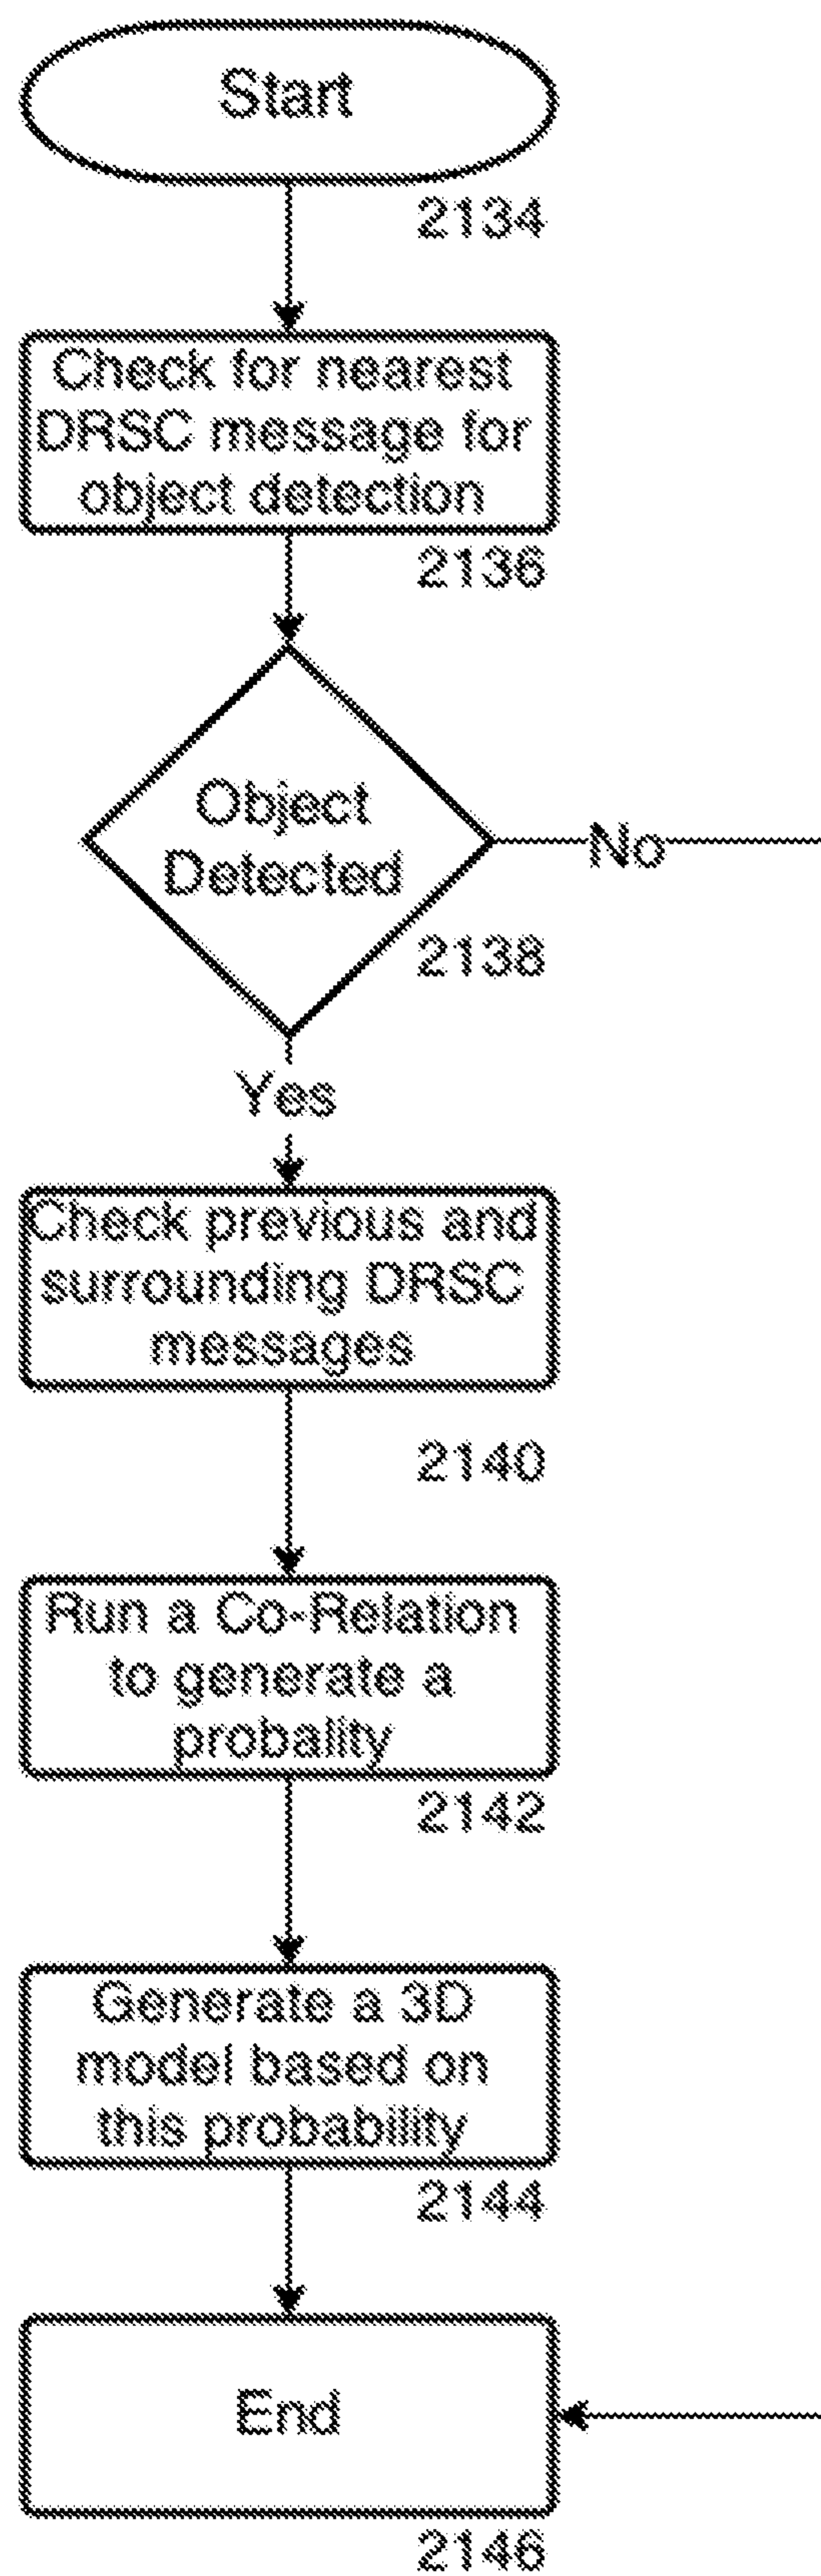 Start
2134
Check for nearest
DRSC message for
object detection
2136
Object
Detected
No
2138
Yes
Check previous and
surrounding DRSC
messages
2140
Run a Co-Relation
to generate a
probality
2142
Generate a 3D
model based on
this probability
2144
End
2146